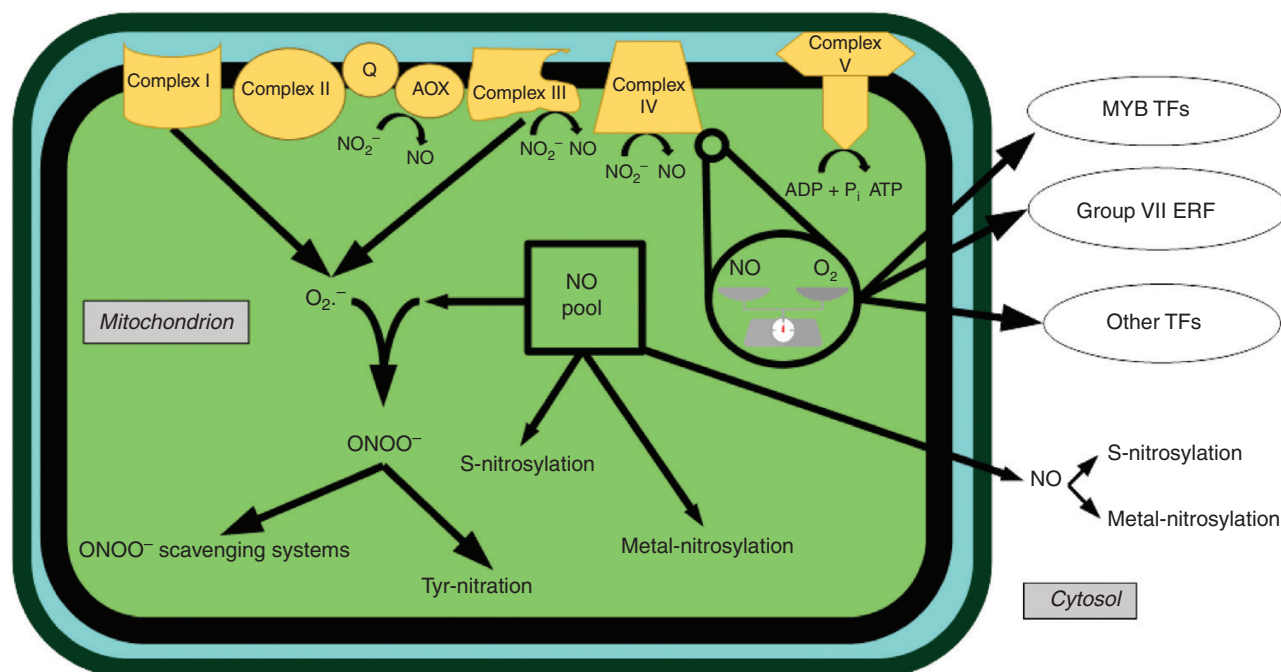 Complex I
Complex II
Q
AOX
Complex III
Complex
IV
Complex
V
NO₂⁻
NO
NO₂⁻ NO
NO₂⁻ NO
ADP + Pᵢ ATP
MYB TFs
Group VII ERF
Other TFs
NO
O₂
NO
pool
O₂.⁻
Mitochondrion
ONOO⁻
S-nitrosylation
Metal-nitrosylation
ONOO⁻ scavenging systems
Tyr-nitration
NO
S-nitrosylation
Metal-nitrosylation
Cytosol